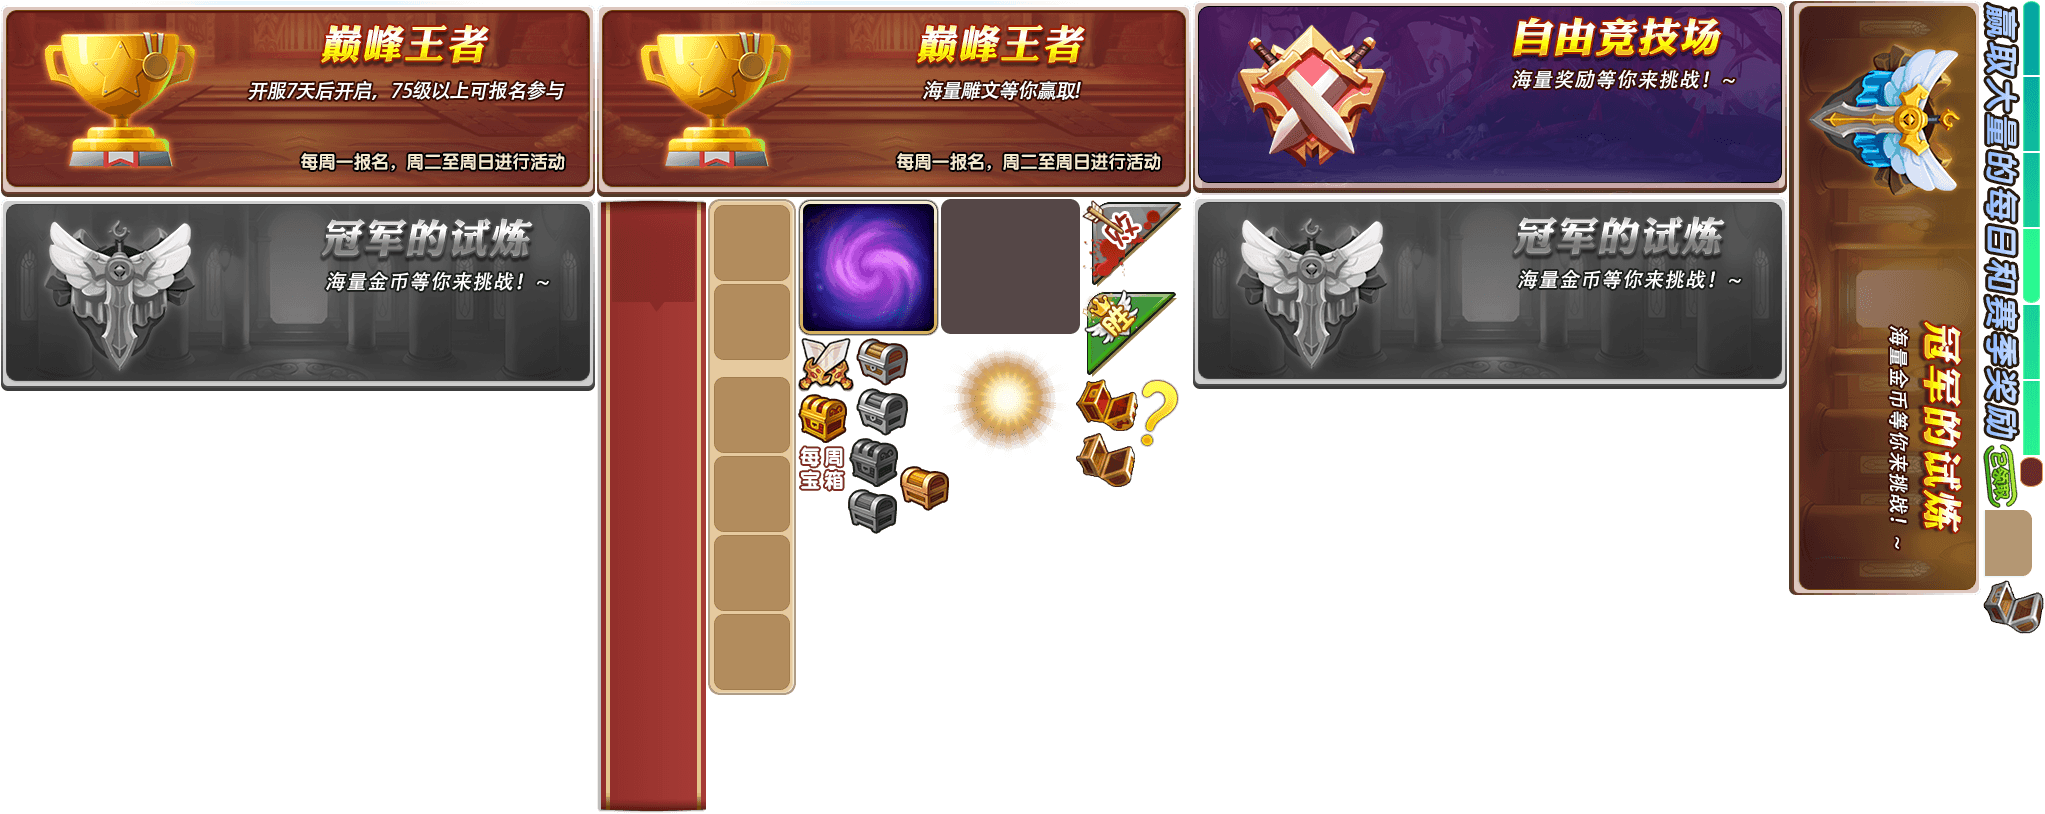 巅峰王者
开服7天后开启，75级以上可报名参与
每周一报名，周二至周日进行活动
巅峰王者
海量雕文等你赢取!
每周一报名，周二至周日进行活动
自由竞技场
海量奖励等你来挑战！~
冠军的试炼
海量金币等你来挑战！~
冠军的试炼
海量金币等你来挑战！~
冠军的试炼
海量金币等你来挑战！~
赢取大量的每日和赛季奖励
已领取
胜
每周
宝箱